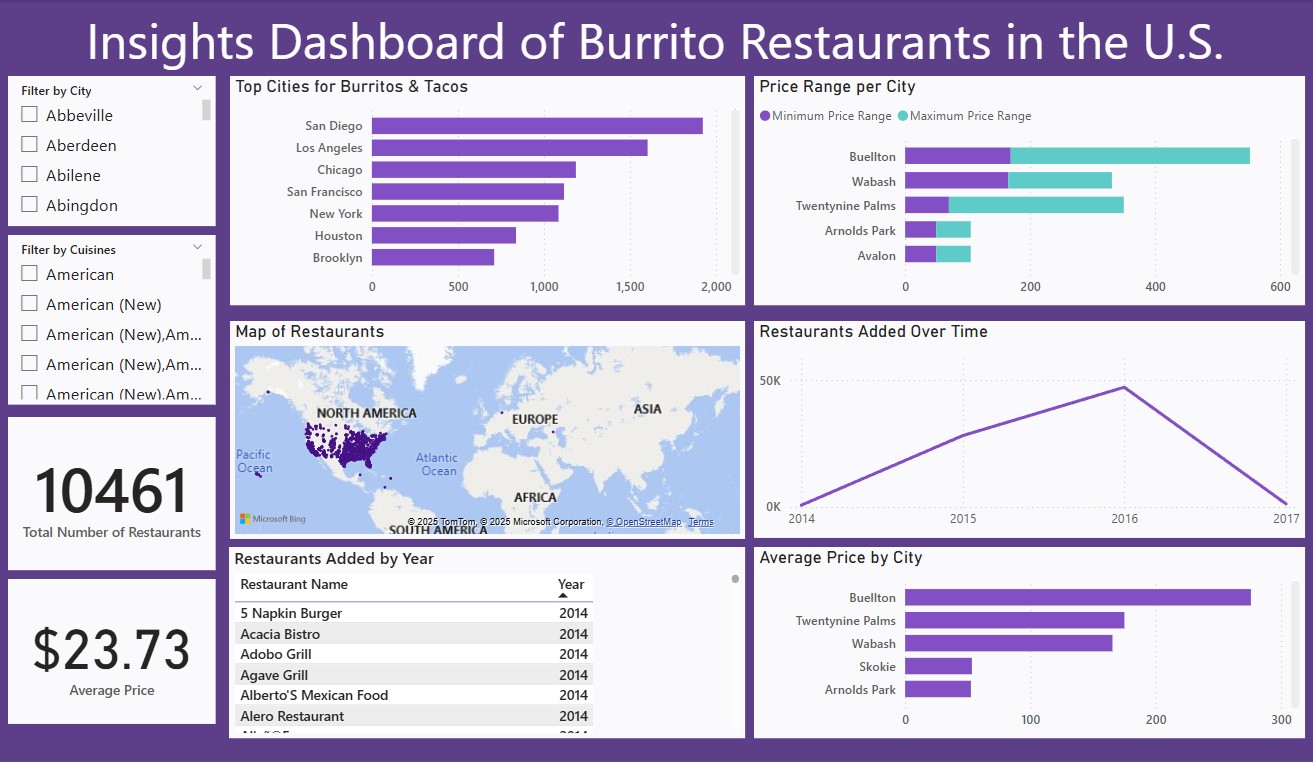 Insights Dashboard of Burrito Restaurants in the U.S.
Filter by City
Abbeville
Aberdeen
Abilene
Abingdon
Filter by Cuisines
American
American (New)
American (New),Am...
American (New),Am...
American (New),Am...
10461
Total Number of Restaurants
$23.73
Average Price
Top Cities for Burritos & Tacos
San Diego
Los Angeles
Chicago
San Francisco
New York
Houston
Brooklyn
0 500 1,000 1,500 2,000
Price Range per City
Minimum Price Range Maximum Price Range
Buellton
Wabash
Twentynine Palms
Arnolds Park
Avalon
0 200 400 600
Map of Restaurants
NORTH AMERICA
EUROPE
ASIA
Pacific
Ocean
Atlantic
Ocean
AFRICA
SOUTH AMERICA
Microsoft Bing
© 2025 TomTom, © 2025 Microsoft Corporation, © OpenStreetMap Terms
Restaurants Added Over Time
50K
0K
2014 2015 2016 2017
Restaurants Added by Year
Restaurant Name Year
5 Napkin Burger 2014
Acacia Bistro 2014
Adobo Grill 2014
Agave Grill 2014
Alberto'S Mexican Food 2014
Alero Restaurant 2014
2014
Average Price by City
Buellton
Twentynine Palms
Wabash
Skokie
Arnolds Park
0 100 200 300